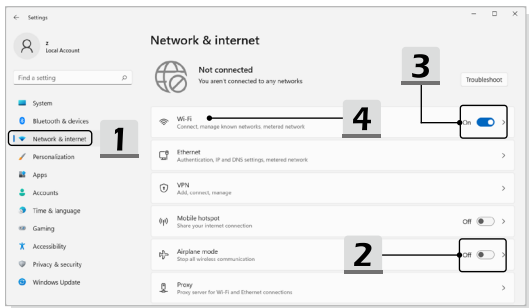 Settings
z
Local Account
Find a setting
System
Bluetooth & devices
Network & internet
Personalization
Apps
Accounts
Time & language
Gaming
Accessibility
Privacy & security
Windows Update
Network & internet
Not connected
You aren't connected to any networks
Troubleshoot
Wi-Fi
Connect, manage known networks, metered network
On
Ethernet
Authentication, IP and DNS settings, metered network
VPN
Add, connect, manage
Mobile hotspot
Share your internet connection
Off
Airplane mode
Stop all wireless communication
Off
Proxy
Proxy server for Wi-Fi and Ethernet connections
1
2
3
4